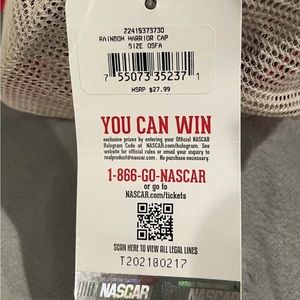 22419373730
RAINBOW WARRIOR CAP
SIZE OSFA
7 55073 35237 1
MSRP $27.99
YOU CAN WIN
exclusive prizes by entering your Official NASCAR
Hologram Code at NASCAR.com/hologram. See
website for official rules or email your inquiry to
realproduct@nascar.com. No purchase necessary.
1-866-GO-NASCAR
or go to
NASCAR.com/tickets
SCAN HERE TO VIEW ALL LEGAL LINES
T202180217
NASCAR